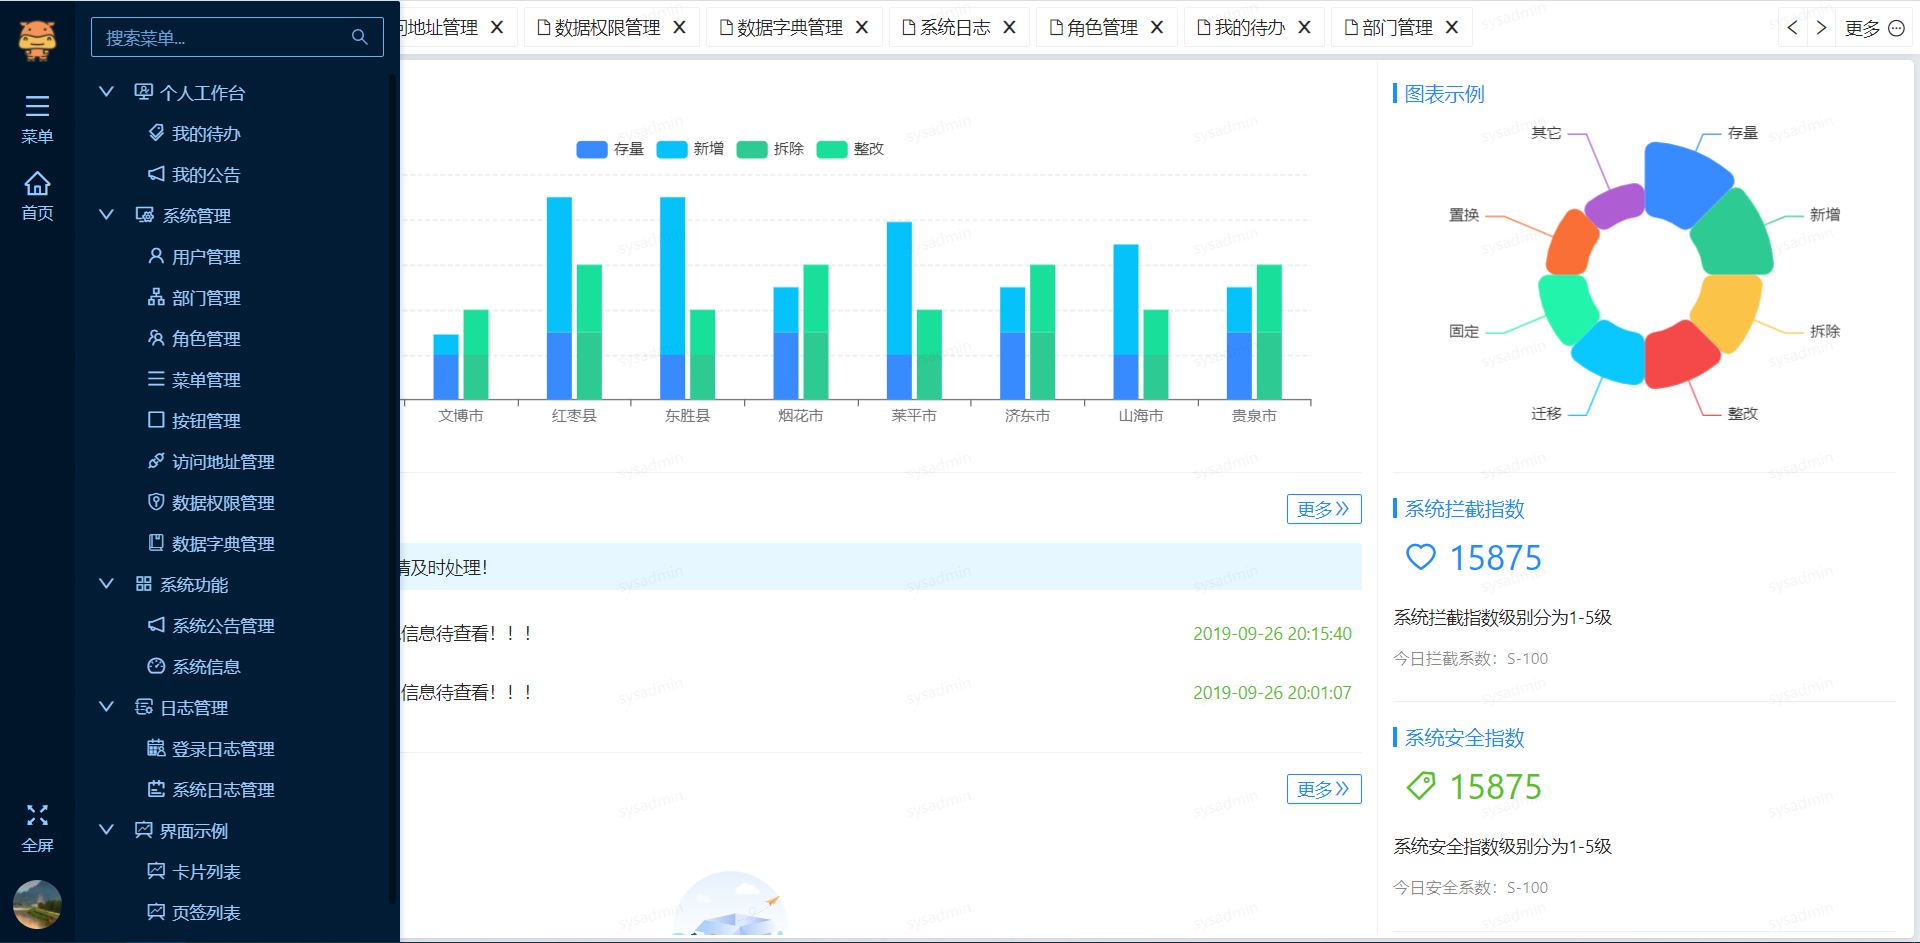 菜单
首页
全屏
搜索菜单...
个人工作台
我的待办
我的公告
系统管理
用户管理
部门管理
角色管理
菜单管理
按钮管理
访问地址管理
数据权限管理
数据字典管理
系统功能
系统公告管理
系统信息
日志管理
登录日志管理
系统日志管理
界面示例
卡片列表
页签列表
问地址管理 X 数据权限管理 X 数据字典管理 X 系统日志 X 角色管理 X 我的待办 X 部门管理 X
更多
存量 新增 拆除 整改
文博市 红枣县 东胜县 烟花市 莱平市 济东市 山海市 贵泉市
更多
请及时处理！
信息待查看！！！ 2019-09-26 20:15:40
信息待查看！！！ 2019-09-26 20:01:07
更多
图表示例
其它 存量
置换 新增
固定 拆除
迁移 整改
系统拦截指数
15875
系统拦截指数级别分为1-5级
今日拦截系数：S-100
系统安全指数
15875
系统安全指数级别分为1-5级
今日安全系数：S-100
sysadmin